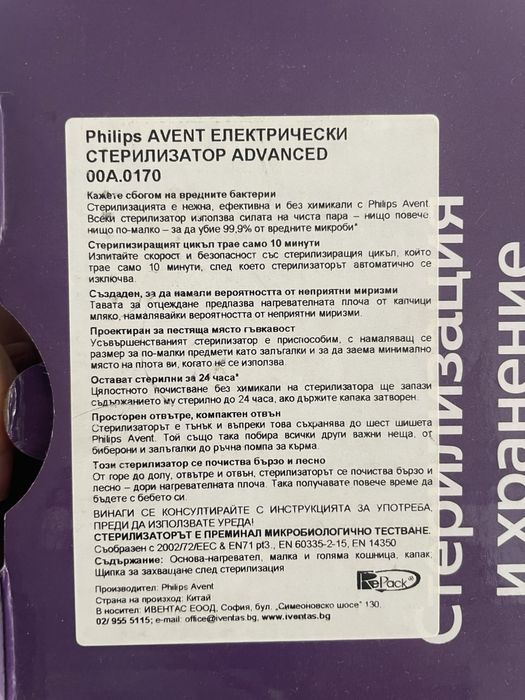 Philips AVENT ЕЛЕКТРИЧЕСКИ
СТЕРИЛИЗАТОР ADVANCED
00A.0170
Кажете сбогом на вредните бактерии
Стерилизацията е нежна, ефективна и без химикали с Philips Avent.
Всеки стерилизатор използва силата на чиста пара – нищо повече,
нищо по-малко – за да убие 99,9% от вредните микроби*
Стерилизиращият цикъл трае само 10 минути
Изпитайте скорост и безопасност със стерилизиращия цикъл, който
трае само 10 минути, след което стерилизаторът автоматично се
изключва.
Създаден, за да намали вероятността от неприятни миризми
Тавата за отцеждане предпазва нагревателната плоча от капчици
мляко, намалявайки вероятността от неприятни миризми.
Проектиран за пестяща място гъвкавост
Усъвършенстваният стерилизатор е приспособим, с намаляващ се
размер за по-малки предмети като залъгалки и за да заема минимално
място на плота ви, когато не се използва.
Остават стерилни за 24 часа*
Цялостното почистване без химикали на стерилизатора ще запази
съдържанието му стерилно до 24 часа, ако държите капака затворен.
Просторен отвътре, компактен отвън
Стерилизаторът е тънък и въпреки това съхранява до шест шишета
Philips Avent. Той също така побира всички други важни неща, от
биберони и залъгалки до ръчна помпа за кърма.
Този стерилизатор се почиства бързо и лесно
От горе до долу, отвътре и отвън, стерилизаторът се почиства бързо и
лесно – дори нагревателната плоча. Така получавате повече време да
бъдете с бебето си.
ВИНАГИ СЕ КОНСУЛТИРАЙТЕ С ИНСТРУКЦИЯТА ЗА УПОТРЕБА,
ПРЕДИ ДА ИЗПОЛЗВАТЕ УРЕДА!
СТЕРИЛИЗАТОРЪТ Е ПРЕМИНАЛ МИКРОБИОЛОГИЧНО ТЕСТВАНЕ.
Съобразен с 2002/72/EEC & EN71 pt3., EN 60335-2-15, EN 14350
Съдържание: Основа-нагревател, малка и голяма кошница, капак,
Щипка за захващане след стерилизация
Производител: Philips Avent
Страна на произход: Китай
Вносител: ИВЕНТАС ЕООД, София, бул. „Симеоновско шосе" 130,
02/ 955 5115; e-mail: office@iventas.bg, www.iventas.bg
RePack®
Стерилизация
и хранение